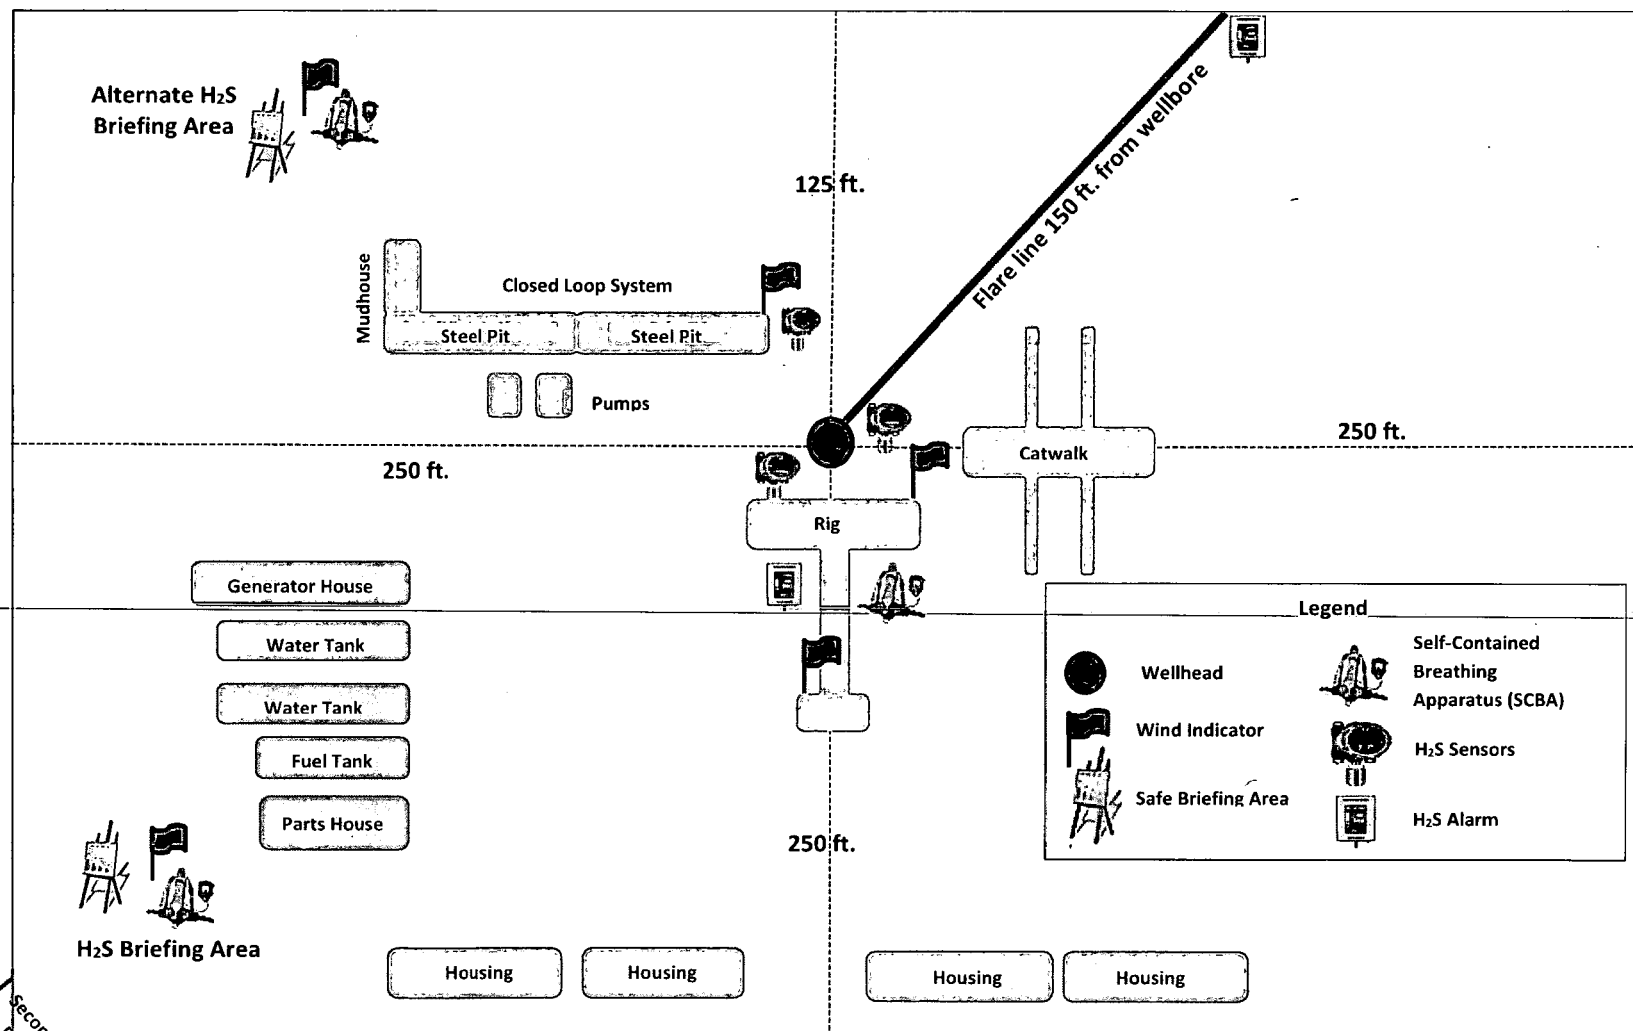 Alternate H₂S
Briefing Area
125 ft.
Flare line 150 ft. from wellbore
Mudhouse
Closed Loop System
Steel Pit
Steel Pit
Pumps
250 ft.
250 ft.
Catwalk
Rig
Generator House
Water Tank
Water Tank
Fuel Tank
Parts House
250 ft.
H₂S Briefing Area
Housing
Housing
Housing
Housing
Legend
Wellhead
Wind Indicator
Safe Briefing Area
Self-Contained
Breathing
Apparatus (SCBA)
H₂S Sensors
H₂S Alarm